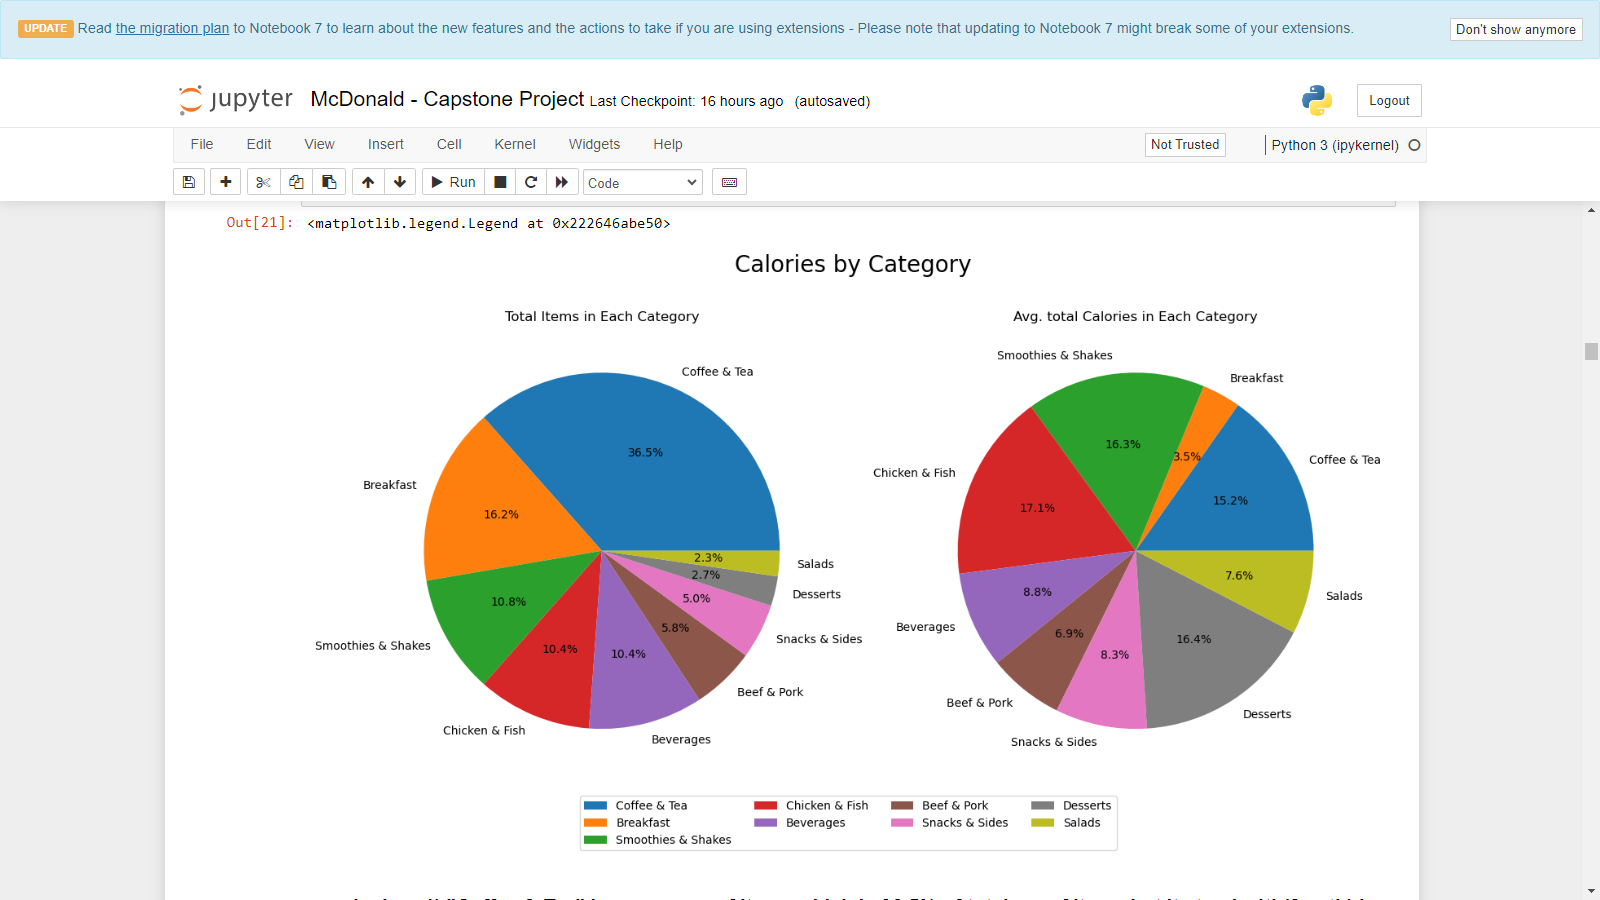 UPDATE Read the migration plan to Notebook 7 to learn about the new features and the actions to take if you are using extensions - Please note that updating to Notebook 7 might break some of your extensions.
Don't show anymore
jupyter McDonald - Capstone Project Last Checkpoint: 16 hours ago (autosaved)
Logout
File Edit View Insert Cell Kernel Widgets Help
Not Trusted
Python 3 (ipykernel)
Run
Code
Out[21]: <matplotlib.legend.Legend at 0x222646abe50>
Calories by Category
Total Items in Each Category
Coffee & Tea
36.5%
Breakfast
16.2%
Smoothies & Shakes
10.8%
Chicken & Fish
10.4%
Beverages
10.4%
Beef & Pork
5.8%
Snacks & Sides
5.0%
Desserts
2.7%
Salads
2.3%
Avg. total Calories in Each Category
Coffee & Tea
15.2%
Breakfast
3.5%
Smoothies & Shakes
16.3%
Chicken & Fish
17.1%
Beverages
8.8%
Beef & Pork
6.9%
Snacks & Sides
8.3%
Desserts
16.4%
Salads
7.6%
Coffee & Tea Chicken & Fish Beef & Pork Desserts
Breakfast Beverages Snacks & Sides Salads
Smoothies & Shakes